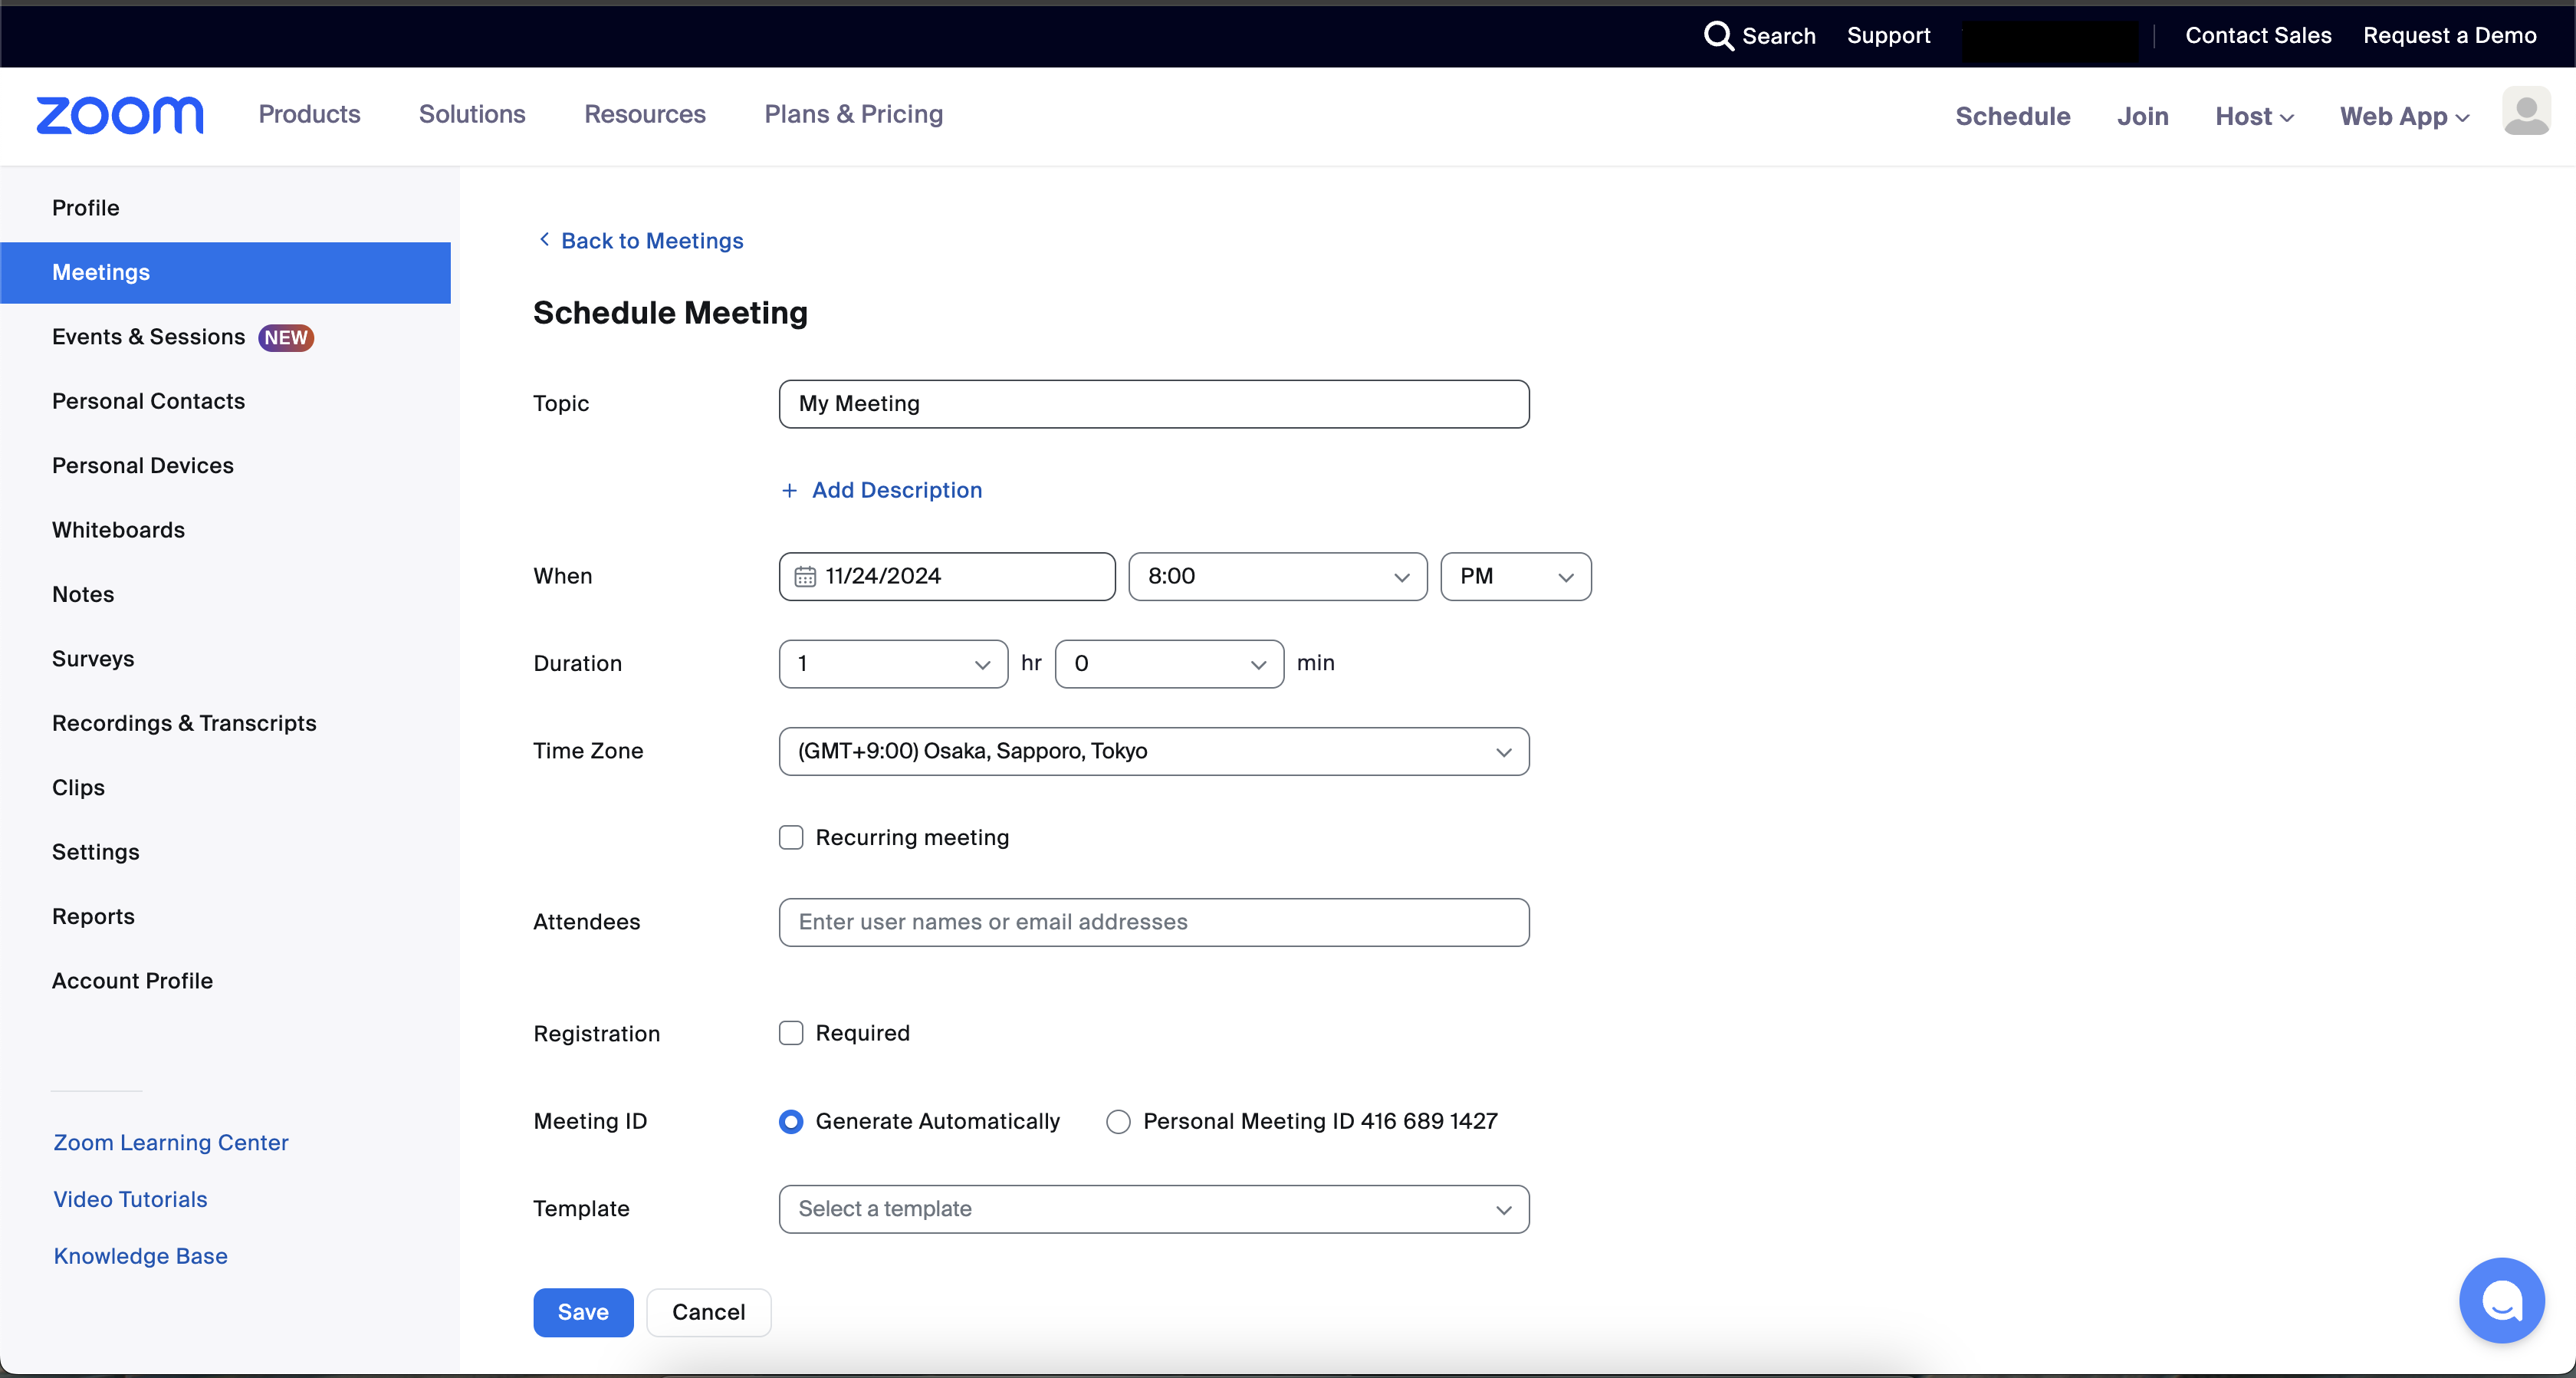 Search Support Contact Sales Request a Demo
zoom Products Solutions Resources Plans & Pricing Schedule Join Host Web App
Profile
Meetings
Events & Sessions NEW
Personal Contacts
Personal Devices
Whiteboards
Notes
Surveys
Recordings & Transcripts
Clips
Settings
Reports
Account Profile
Zoom Learning Center
Video Tutorials
Knowledge Base
Back to Meetings
Schedule Meeting
Topic My Meeting
+ Add Description
When 11/24/2024 8:00 PM
Duration 1 hr 0 min
Time Zone (GMT+9:00) Osaka, Sapporo, Tokyo
Recurring meeting
Attendees Enter user names or email addresses
Registration Required
Meeting ID Generate Automatically Personal Meeting ID 416 689 1427
Template Select a template
Save Cancel